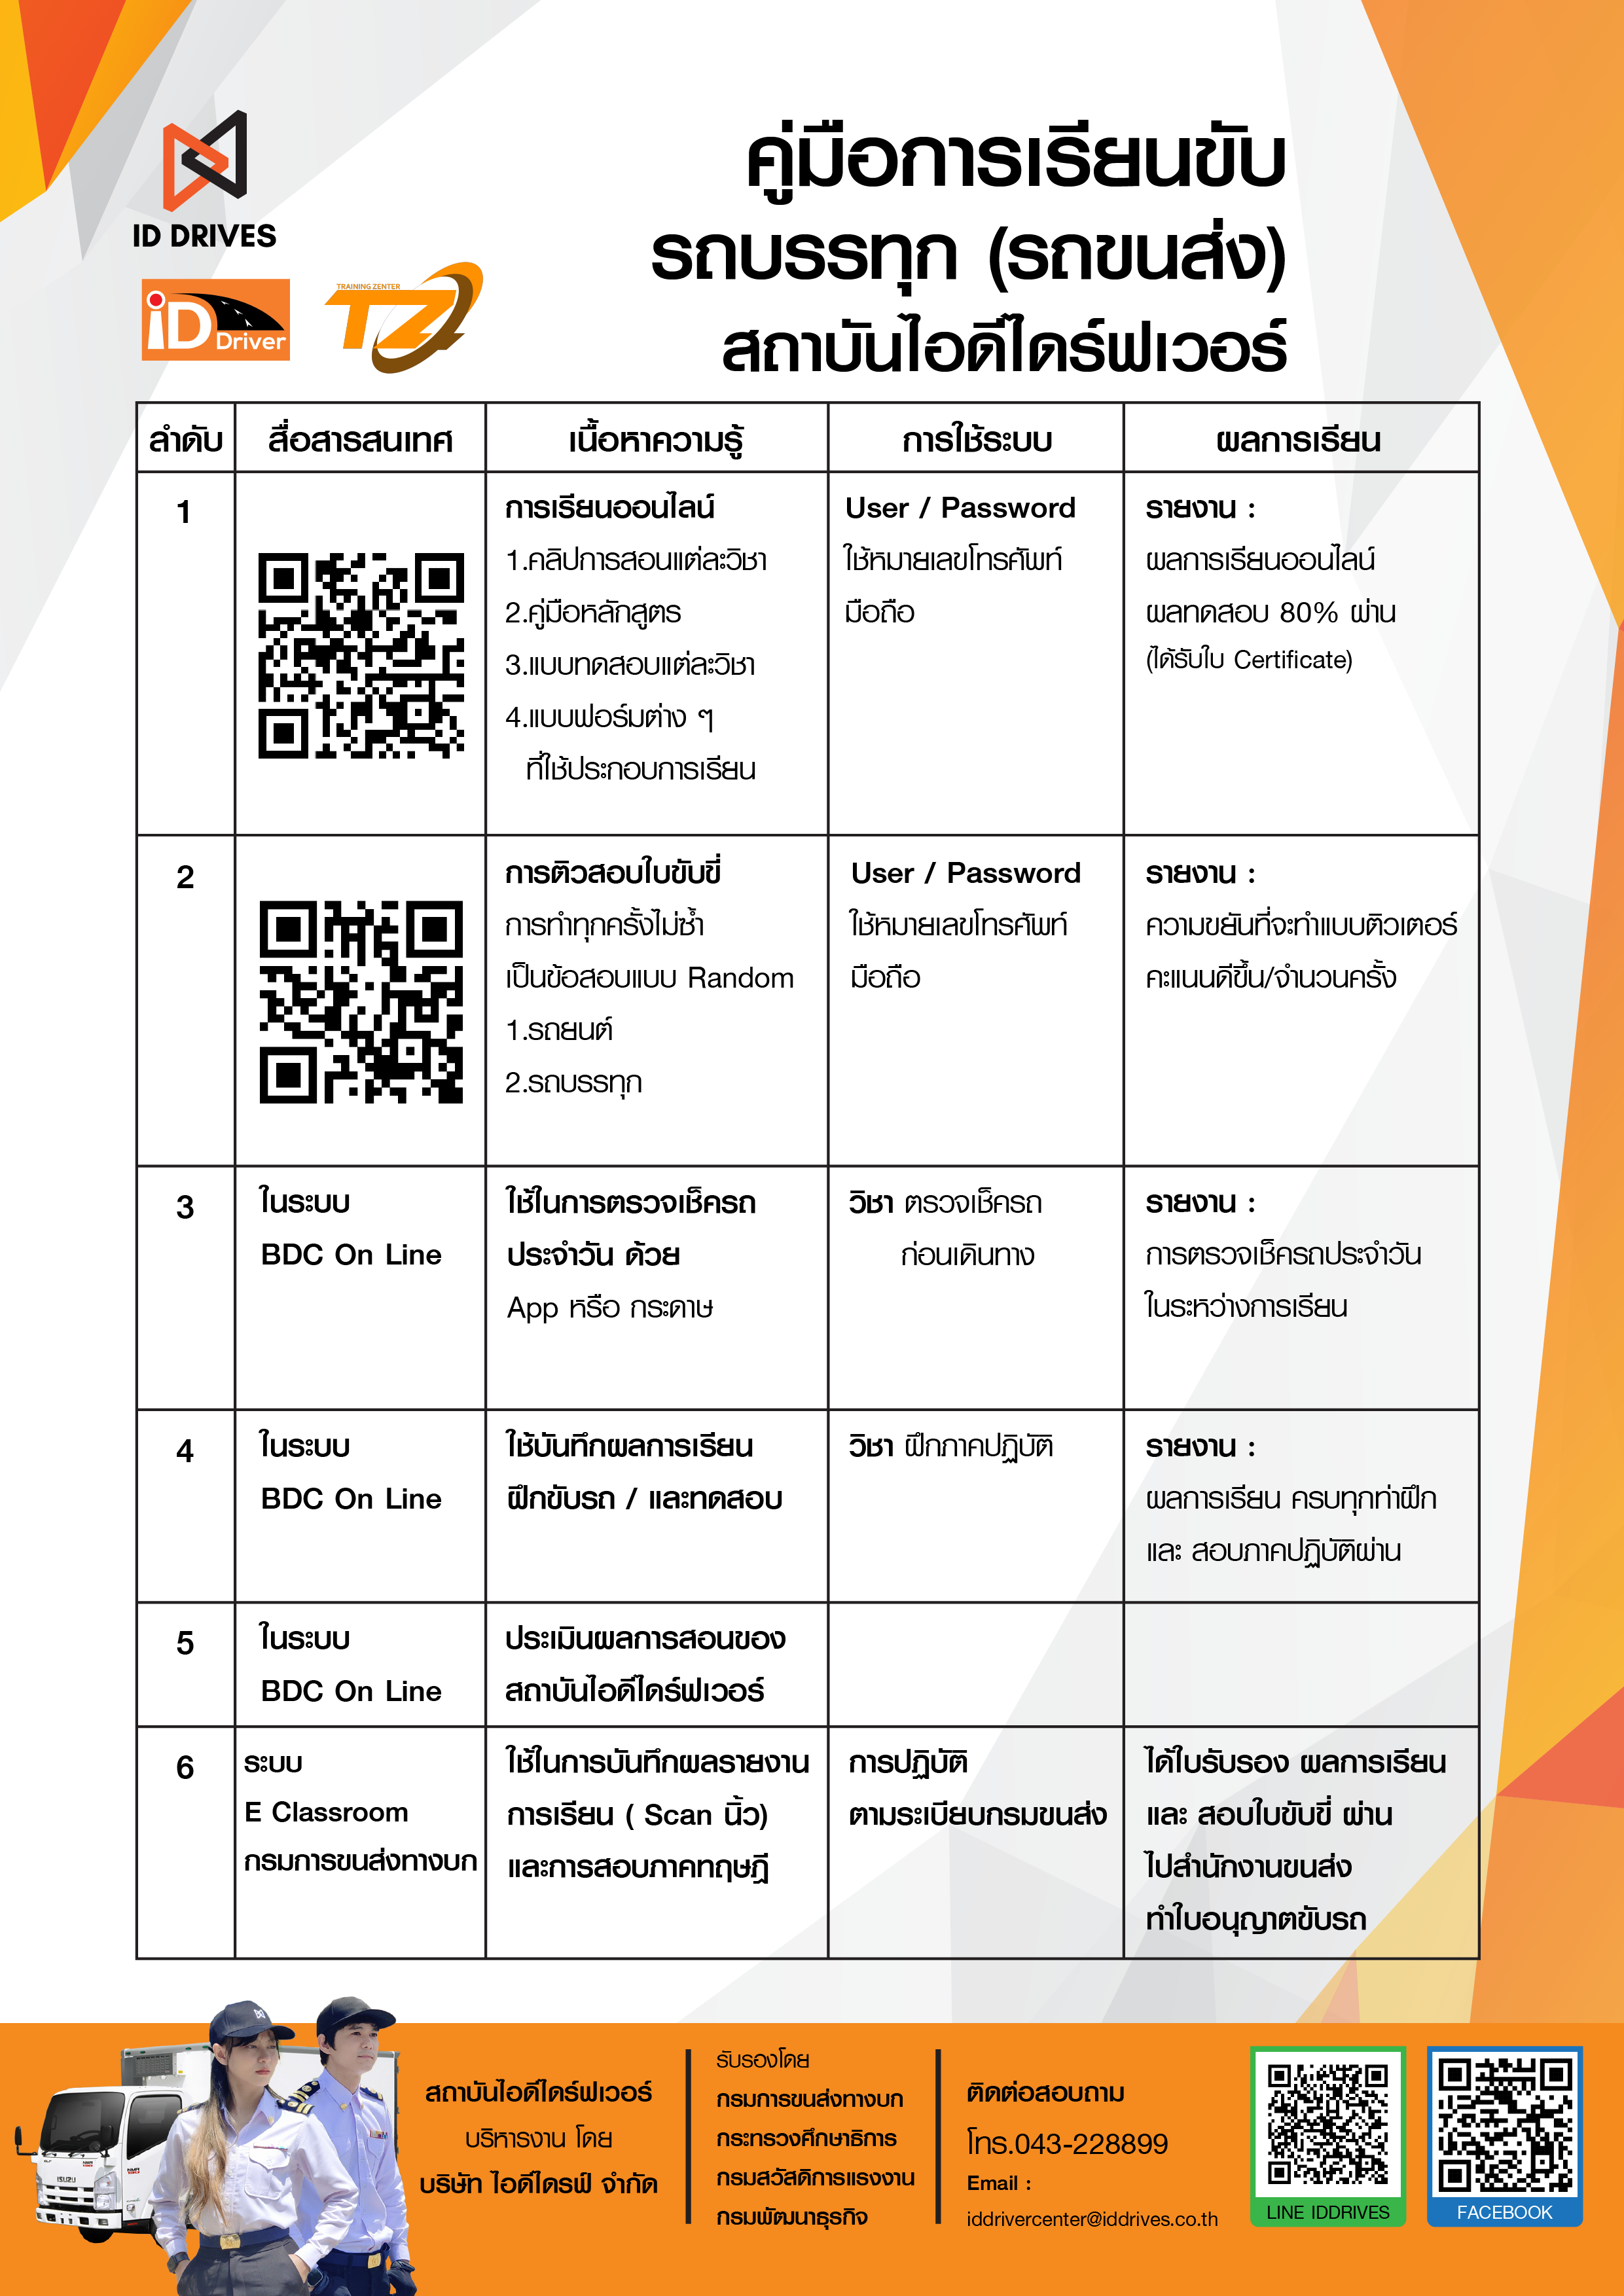 ID DRIVES
iD Driver
TRAINING ZENTER
TZ
คู่มือการเรียนขับ
รถบรรทุก (รถขนส่ง)
สถาบันไอดีไดร์ฟเวอร์
ลำดับ สื่อสารสนเทศ เนื้อหาความรู้ การใช้ระบบ ผลการเรียน
1
การเรียนออนไลน์
1.คลิปการสอนแต่ละวิชา
2.คู่มือหลักสูตร
3.แบบทดสอบแต่ละวิชา
4.แบบฟอร์มต่าง ๆ
ที่ใช้ประกอบการเรียน
User / Password
ใช้หมายเลขโทรศัพท์
มือถือ
รายงาน :
ผลการเรียนออนไลน์
ผลทดสอบ 80% ผ่าน
(ได้รับใบ Certificate)
2
การติวสอบใบขับขี่
การทำทุกครั้งไม่ซ้ำ
เป็นข้อสอบแบบ Random
1.รถยนต์
2.รถบรรทุก
User / Password
ใช้หมายเลขโทรศัพท์
มือถือ
รายงาน :
ความขยันที่จะทำแบบติวเตอร์
คะแนนดีขึ้น/จำนวนครั้ง
3
ในระบบ
BDC On Line
ใช้ในการตรวจเช็ครถ
ประจำวัน ด้วย
App หรือ กระดาษ
วิชา ตรวจเช็ครถ
ก่อนเดินทาง
รายงาน :
การตรวจเช็ครถประจำวัน
ในระหว่างการเรียน
4
ในระบบ
BDC On Line
ใช้บันทึกผลการเรียน
ฝึกขับรถ / และทดสอบ
วิชา ฝึกภาคปฏิบัติ
รายงาน :
ผลการเรียน ครบทุกท่าฝึก
และ สอบภาคปฏิบัติผ่าน
5
ในระบบ
BDC On Line
ประเมินผลการสอนของ
สถาบันไอดีไดร์ฟเวอร์
6
ระบบ
E Classroom
กรมการขนส่งทางบก
ใช้ในการบันทึกผลรายงาน
การเรียน ( Scan นิ้ว)
และการสอบภาคทฤษฎี
การปฏิบัติ
ตามระเบียบกรมขนส่ง
ได้ใบรับรอง ผลการเรียน
และ สอบใบขับขี่ ผ่าน
ไปสำนักงานขนส่ง
ทำใบอนุญาตขับรถ
ISUZU
สถาบันไอดีไดร์ฟเวอร์
บริหารงาน โดย
บริษัท ไอดีไดรฟ์ จำกัด
รับรองโดย
กรมการขนส่งทางบก
กระทรวงศึกษาธิการ
กรมสวัสดิการแรงงาน
กรมพัฒนาธุรกิจ
ติดต่อสอบถาม
โทร.043-228899
Email :
iddrivercenter@iddrives.co.th
LINE IDDRIVES
FACEBOOK